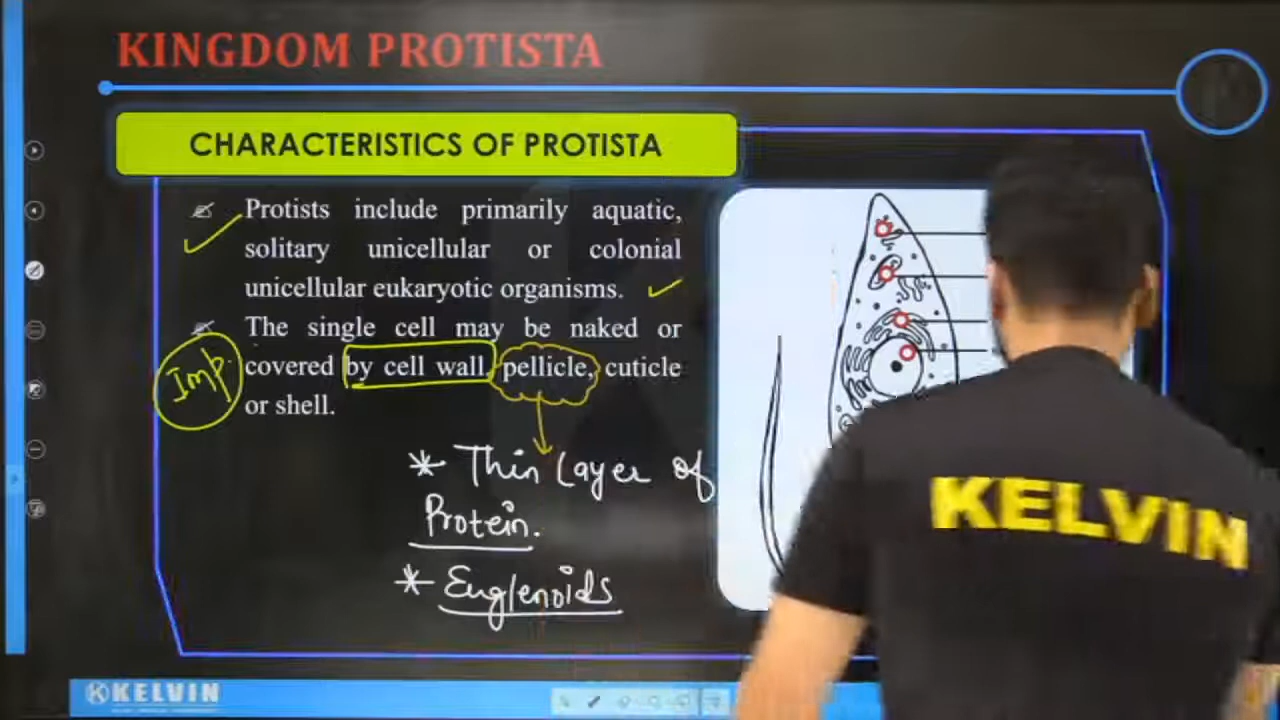 KINGDOM PROTISTA
CHARACTERISTICS OF PROTISTA
Protists include primarily aquatic,
solitary unicellular or colonial
unicellular eukaryotic organisms.
The single cell may be naked or
covered by cell wall, pellicle, cuticle
or shell.
Imp.
* Thin Layer of
Protein.
* Euglenoids
KELVIN
KELVIN